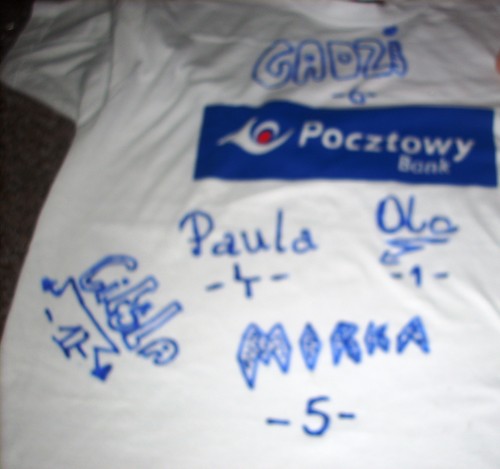 GADZI
-6-
Pocztowy
Bank
Paula
-4-
Ola
-1-
MIRKA
-5-